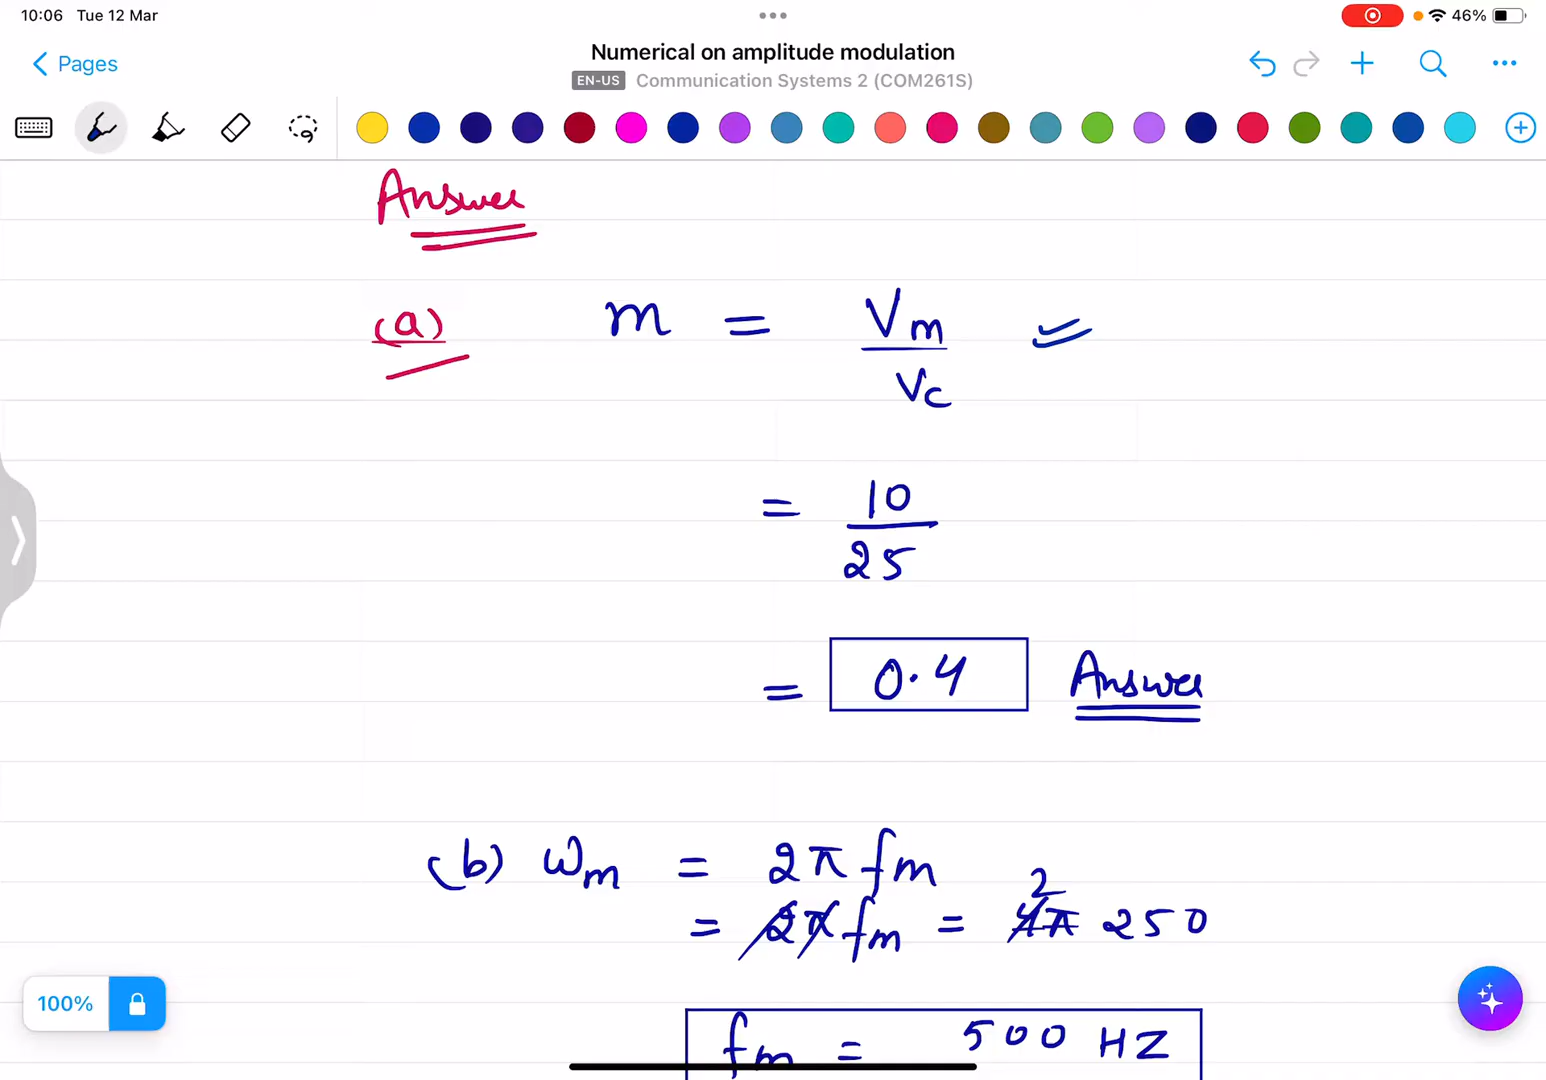 10:06 Tue 12 Mar
46%
Pages
Numerical on amplitude modulation
EN-US Communication Systems 2 (COM261S)
Answer
(a) m = Vm / Vc
= 10 / 25
= 0.4 Answer
(b) ωm = 2π fm
2
= 2π fm = 4π 250
fm = 500 HZ
100%